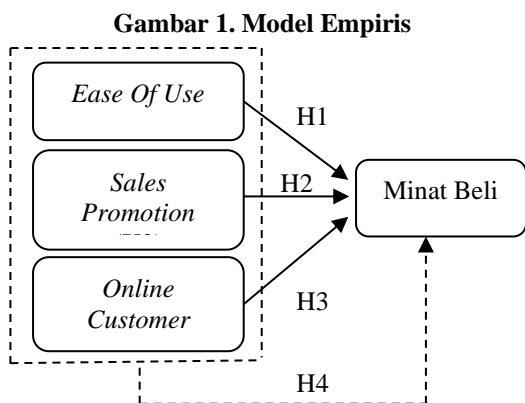 Gambar 1. Model Empiris
Ease Of Use
H1
Sales
Promotion
H2
Minat Beli
Online
Customer
H3
H4